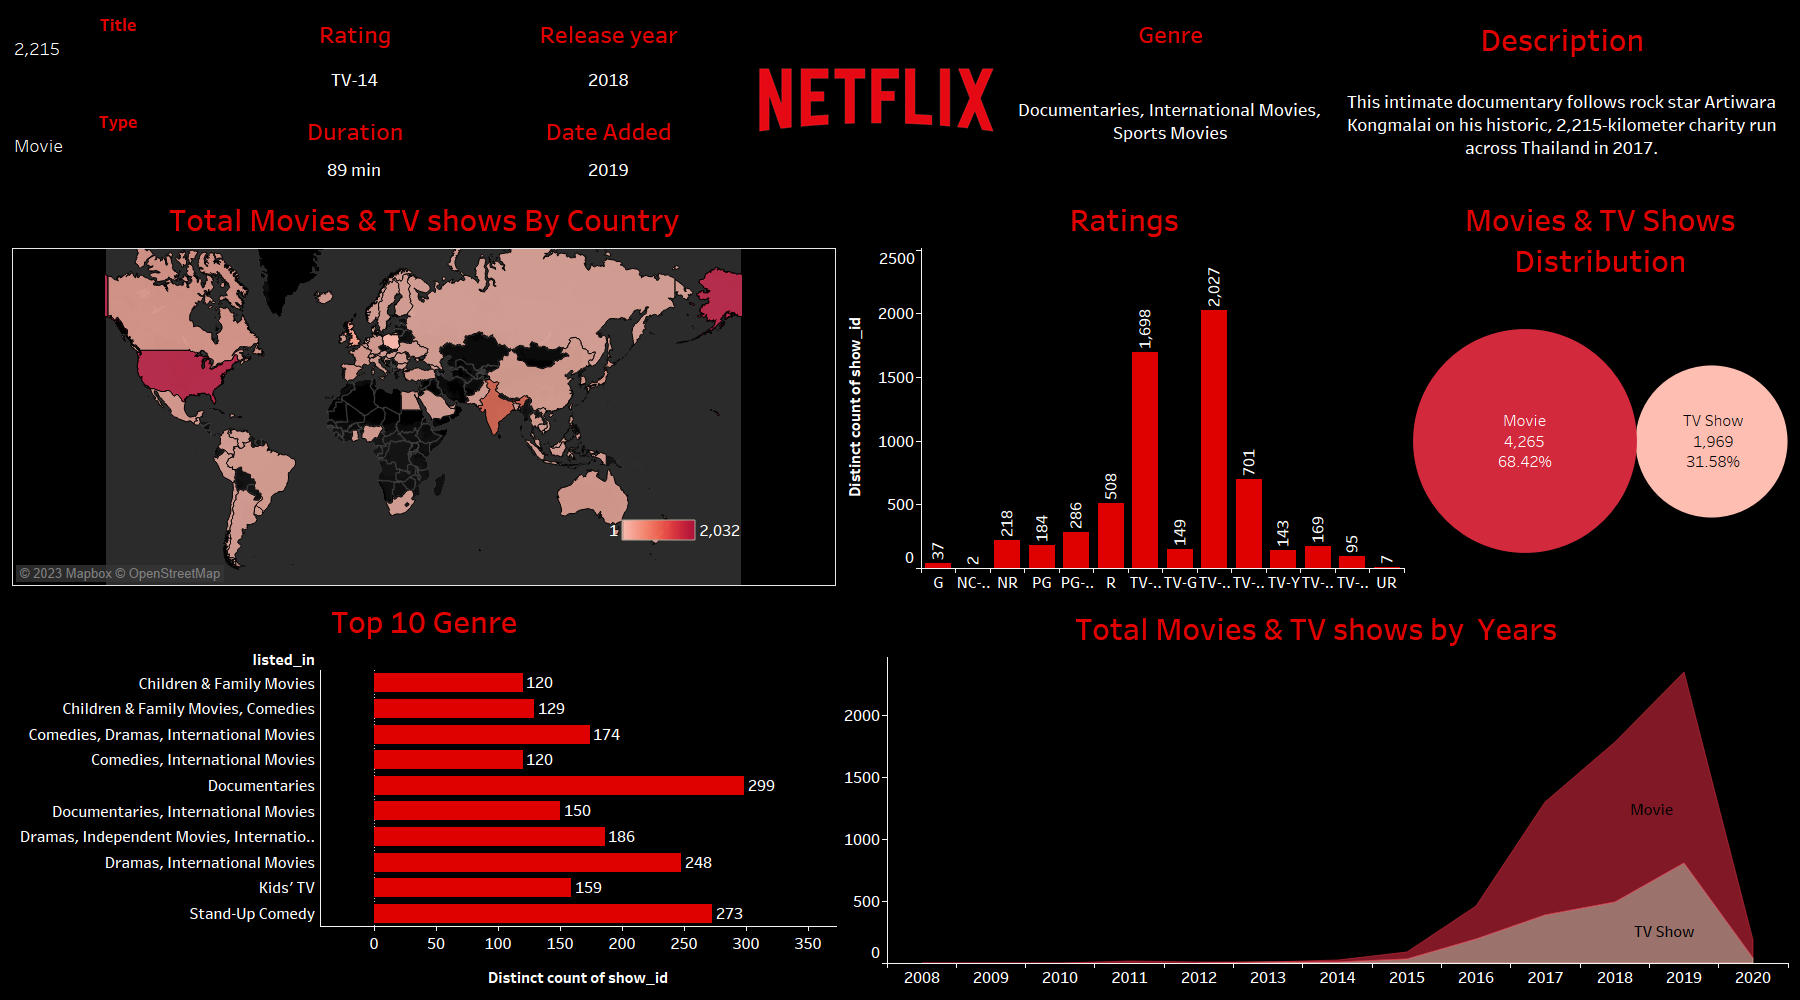 Title
2,215
Type
Movie
Rating
TV-14
Duration
89 min
Release year
2018
Date Added
2019
NETFLIX
Genre
Documentaries, International Movies,
Sports Movies
Description
This intimate documentary follows rock star Artiwara
Kongmalai on his historic, 2,215-kilometer charity run
across Thailand in 2017.
Total Movies & TV shows By Country
1
2,032
© 2023 Mapbox © OpenStreetMap
Ratings
Distinct count of show_id
2500
2000
1500
1000
500
0
37
2
218
184
286
508
1,698
149
2,027
701
143
169
95
7
G NC-.. NR PG PG-.. R TV-.. TV-G TV-.. TV-.. TV-Y TV-.. TV-.. UR
Movies & TV Shows
Distribution
Movie
4,265
68.42%
TV Show
1,969
31.58%
Top 10 Genre
listed_in
Children & Family Movies 120
Children & Family Movies, Comedies 129
Comedies, Dramas, International Movies 174
Comedies, International Movies 120
Documentaries 299
Documentaries, International Movies 150
Dramas, Independent Movies, Internatio.. 186
Dramas, International Movies 248
Kids’ TV 159
Stand-Up Comedy 273
0 50 100 150 200 250 300 350
Distinct count of show_id
Total Movies & TV shows by Years
2000
1500
1000
500
0
Movie
TV Show
2008 2009 2010 2011 2012 2013 2014 2015 2016 2017 2018 2019 2020